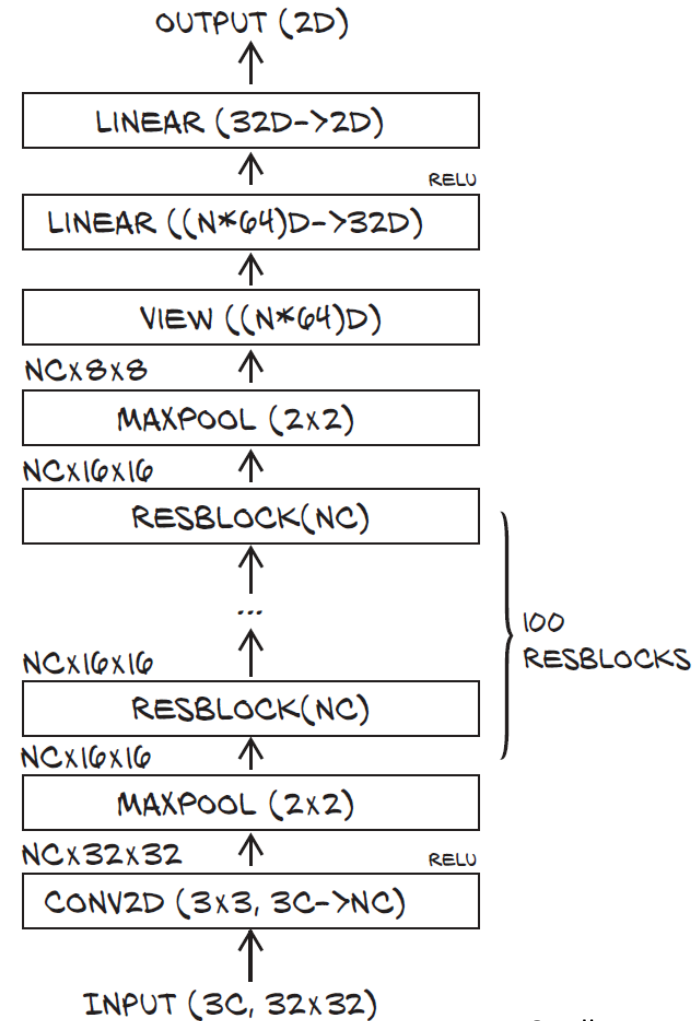 OUTPUT (2D)
LINEAR (32D->2D)
RELU
LINEAR ((N*64)D->32D)
VIEW ((N*64)D)
NCX8X8
MAXPOOL (2X2)
NCX16X16
RESBLOCK(NC)
...
100
RESBLOCKS
NCX16X16
RESBLOCK(NC)
NCX16X16
MAXPOOL (2X2)
NCX32X32
RELU
CONV2D (3X3, 3C->NC)
INPUT (3C, 32X32)